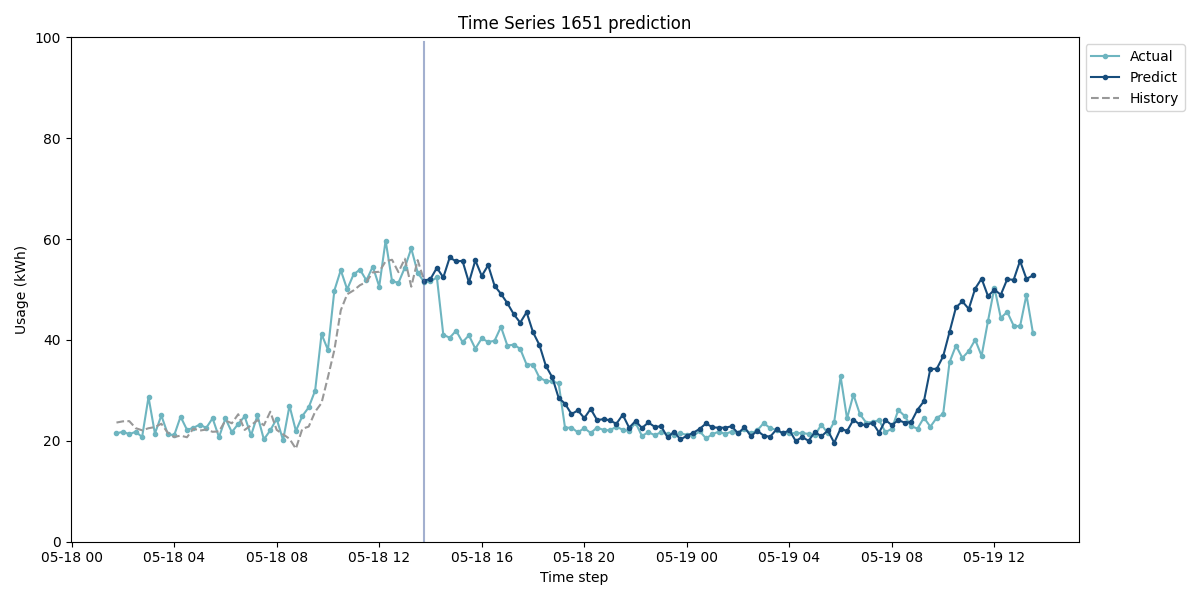 Time Series 1651 prediction
100
80
60
40
20
0
Usage (kWh)
05-18 00 05-18 04 05-18 08 05-18 12 05-18 16 05-18 20 05-19 00 05-19 04 05-19 08 05-19 12
Time step
Actual
Predict
History